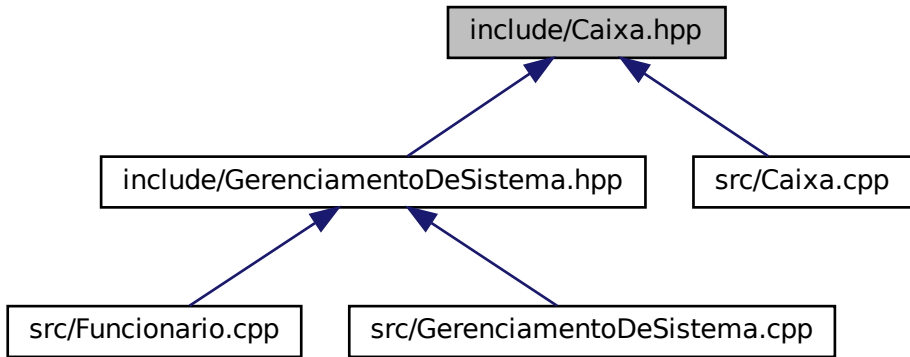 include/Caixa.hpp
include/GerenciamentoDeSistema.hpp
src/Caixa.cpp
src/Funcionario.cpp
src/GerenciamentoDeSistema.cpp